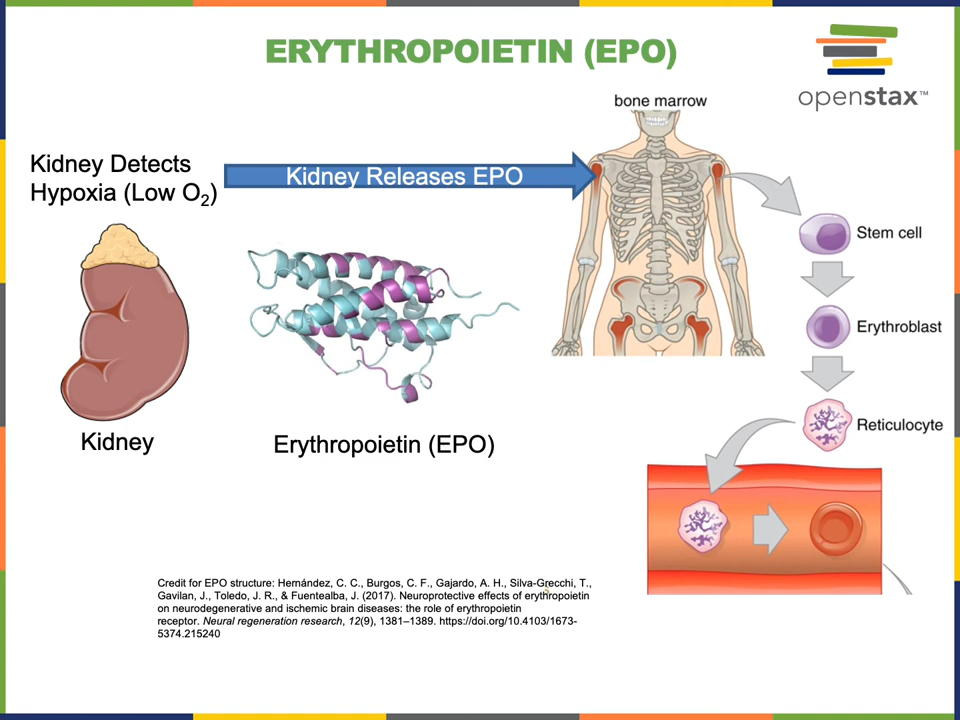 ERYTHROPOIETIN (EPO)
openstax™
bone marrow
Kidney Detects
Hypoxia (Low O₂)
Kidney Releases EPO
Stem cell
Erythroblast
Reticulocyte
Kidney
Erythropoietin (EPO)
Credit for EPO structure: Hernández, C. C., Burgos, C. F., Gajardo, A. H., Silva-Grecchi, T.,
Gavilan, J., Toledo, J. R., & Fuentealba, J. (2017). Neuroprotective effects of erythropoietin
on neurodegenerative and ischemic brain diseases: the role of erythropoietin
receptor. Neural regeneration research, 12(9), 1381–1389. https://doi.org/10.4103/1673-
5374.215240